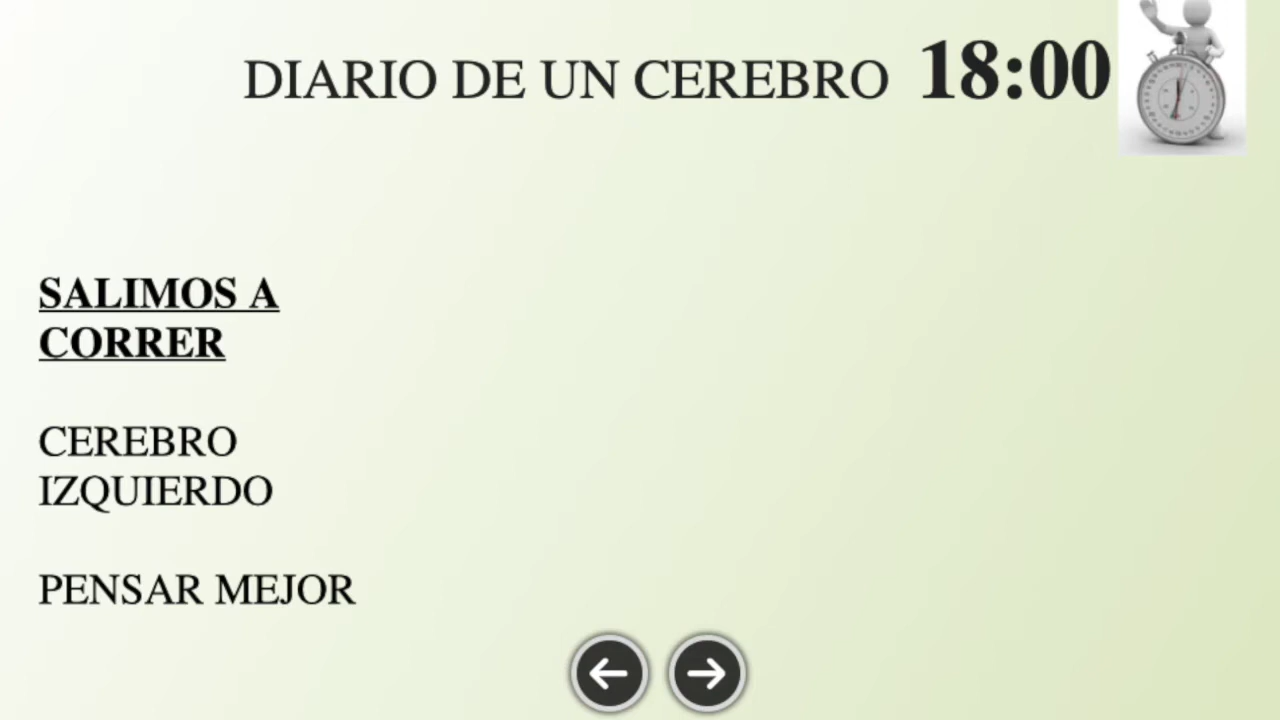 DIARIO DE UN CEREBRO 18:00
SALIMOS A
CORRER
CEREBRO
IZQUIERDO
PENSAR MEJOR